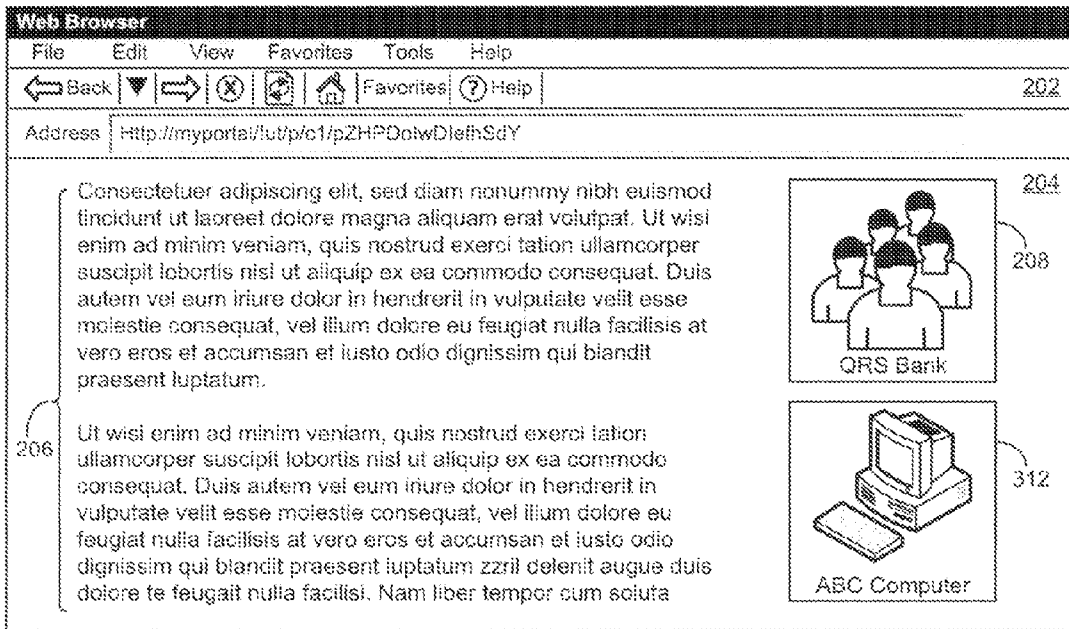 Web Browser
File Edit View Favorites Tools Help
Back Favorites ? Help 202
Address Http://myportal/!ut/p/c1/pZHPDolwDIefhSdY
204
Consectetuer adipiscing elit, sed diam nonummy nibh euismod
tincidunt ut laoreet dolore magna aliquam erat volutpat. Ut wisi
enim ad minim veniam, quis nostrud exerci tation ullamcorper
suscipit lobortis nisl ut aliquip ex ea commodo consequat. Duis
autem vel eum iriure dolor in hendrerit in vulputate velit esse
molestie consequat, vel illum dolore eu feugiat nulla facilisis at
vero eros et accumsan et iusto odio dignissim qui blandit
praesent luptatum.
208
QRS Bank
206
Ut wisi enim ad minim veniam, quis nostrud exerci tation
ullamcorper suscipit lobortis nisl ut aliquip ex ea commodo
consequat. Duis autem vel eum iriure dolor in hendrerit in
vulputate velit esse molestie consequat, vel illum dolore eu
feugiat nulla facilisis at vero eros et accumsan et iusto odio
dignissim qui blandit praesent luptatum zzril delenit augue duis
dolore te feugait nulla facilisi. Nam liber tempor cum soluta
312
ABC Computer